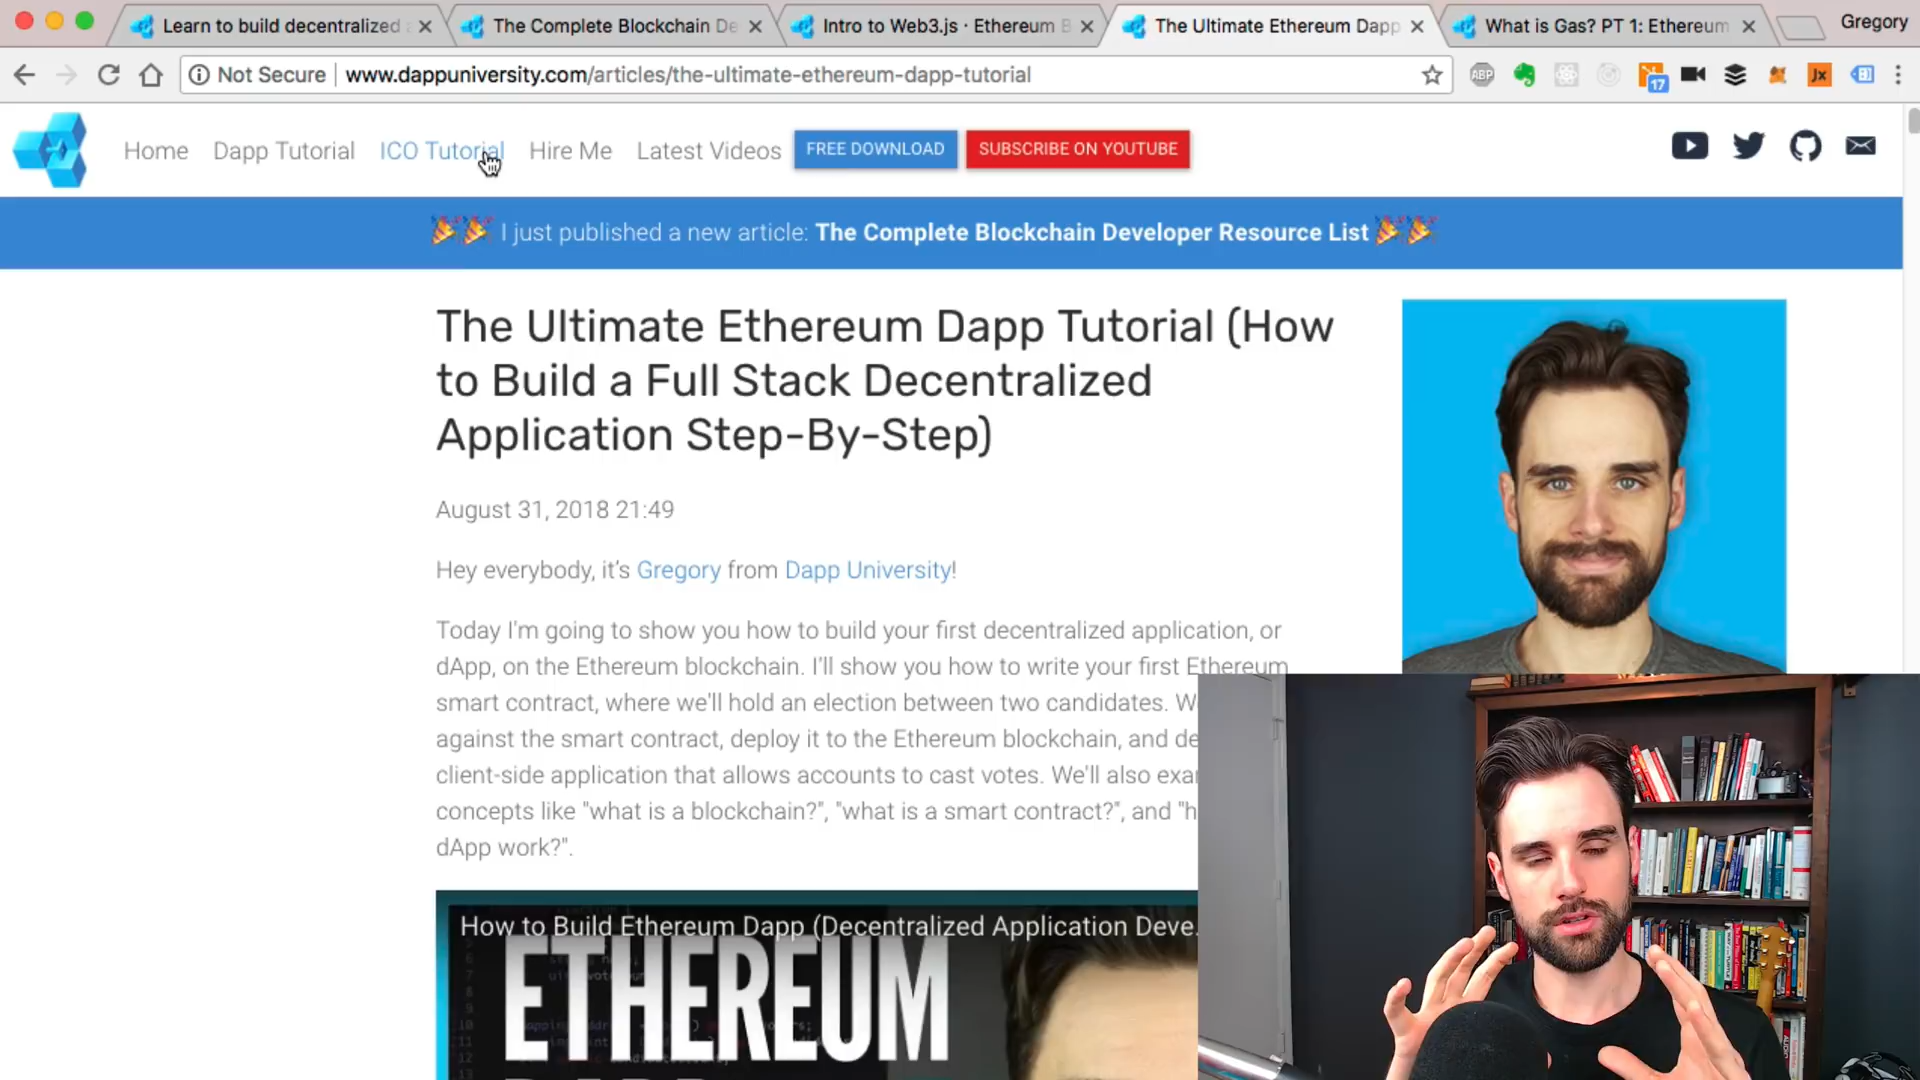 Learn to build decentralized a
The Complete Blockchain De
Intro to Web3.js · Ethereum B
The Ultimate Ethereum Dapp
What is Gas? PT 1: Ethereum
Gregory
Not Secure
www.dappuniversity.com/articles/the-ultimate-ethereum-dapp-tutorial
ABP
17
Jx
Home
Dapp Tutorial
ICO Tutorial
Hire Me
Latest Videos
FREE DOWNLOAD
SUBSCRIBE ON YOUTUBE
I just published a new article: The Complete Blockchain Developer Resource List
The Ultimate Ethereum Dapp Tutorial (How
to Build a Full Stack Decentralized
Application Step-By-Step)
August 31, 2018 21:49
Hey everybody, it's Gregory from Dapp University!
Today I'm going to show you how to build your first decentralized application, or
dApp, on the Ethereum blockchain. I'll show you how to write your first Ethereum
smart contract, where we'll hold an election between two candidates. W
against the smart contract, deploy it to the Ethereum blockchain, and de
client-side application that allows accounts to cast votes. We'll also exa
concepts like "what is a blockchain?", "what is a smart contract?", and "h
dApp work?".
How to Build Ethereum Dapp (Decentralized Application Deve...
ETHEREUM